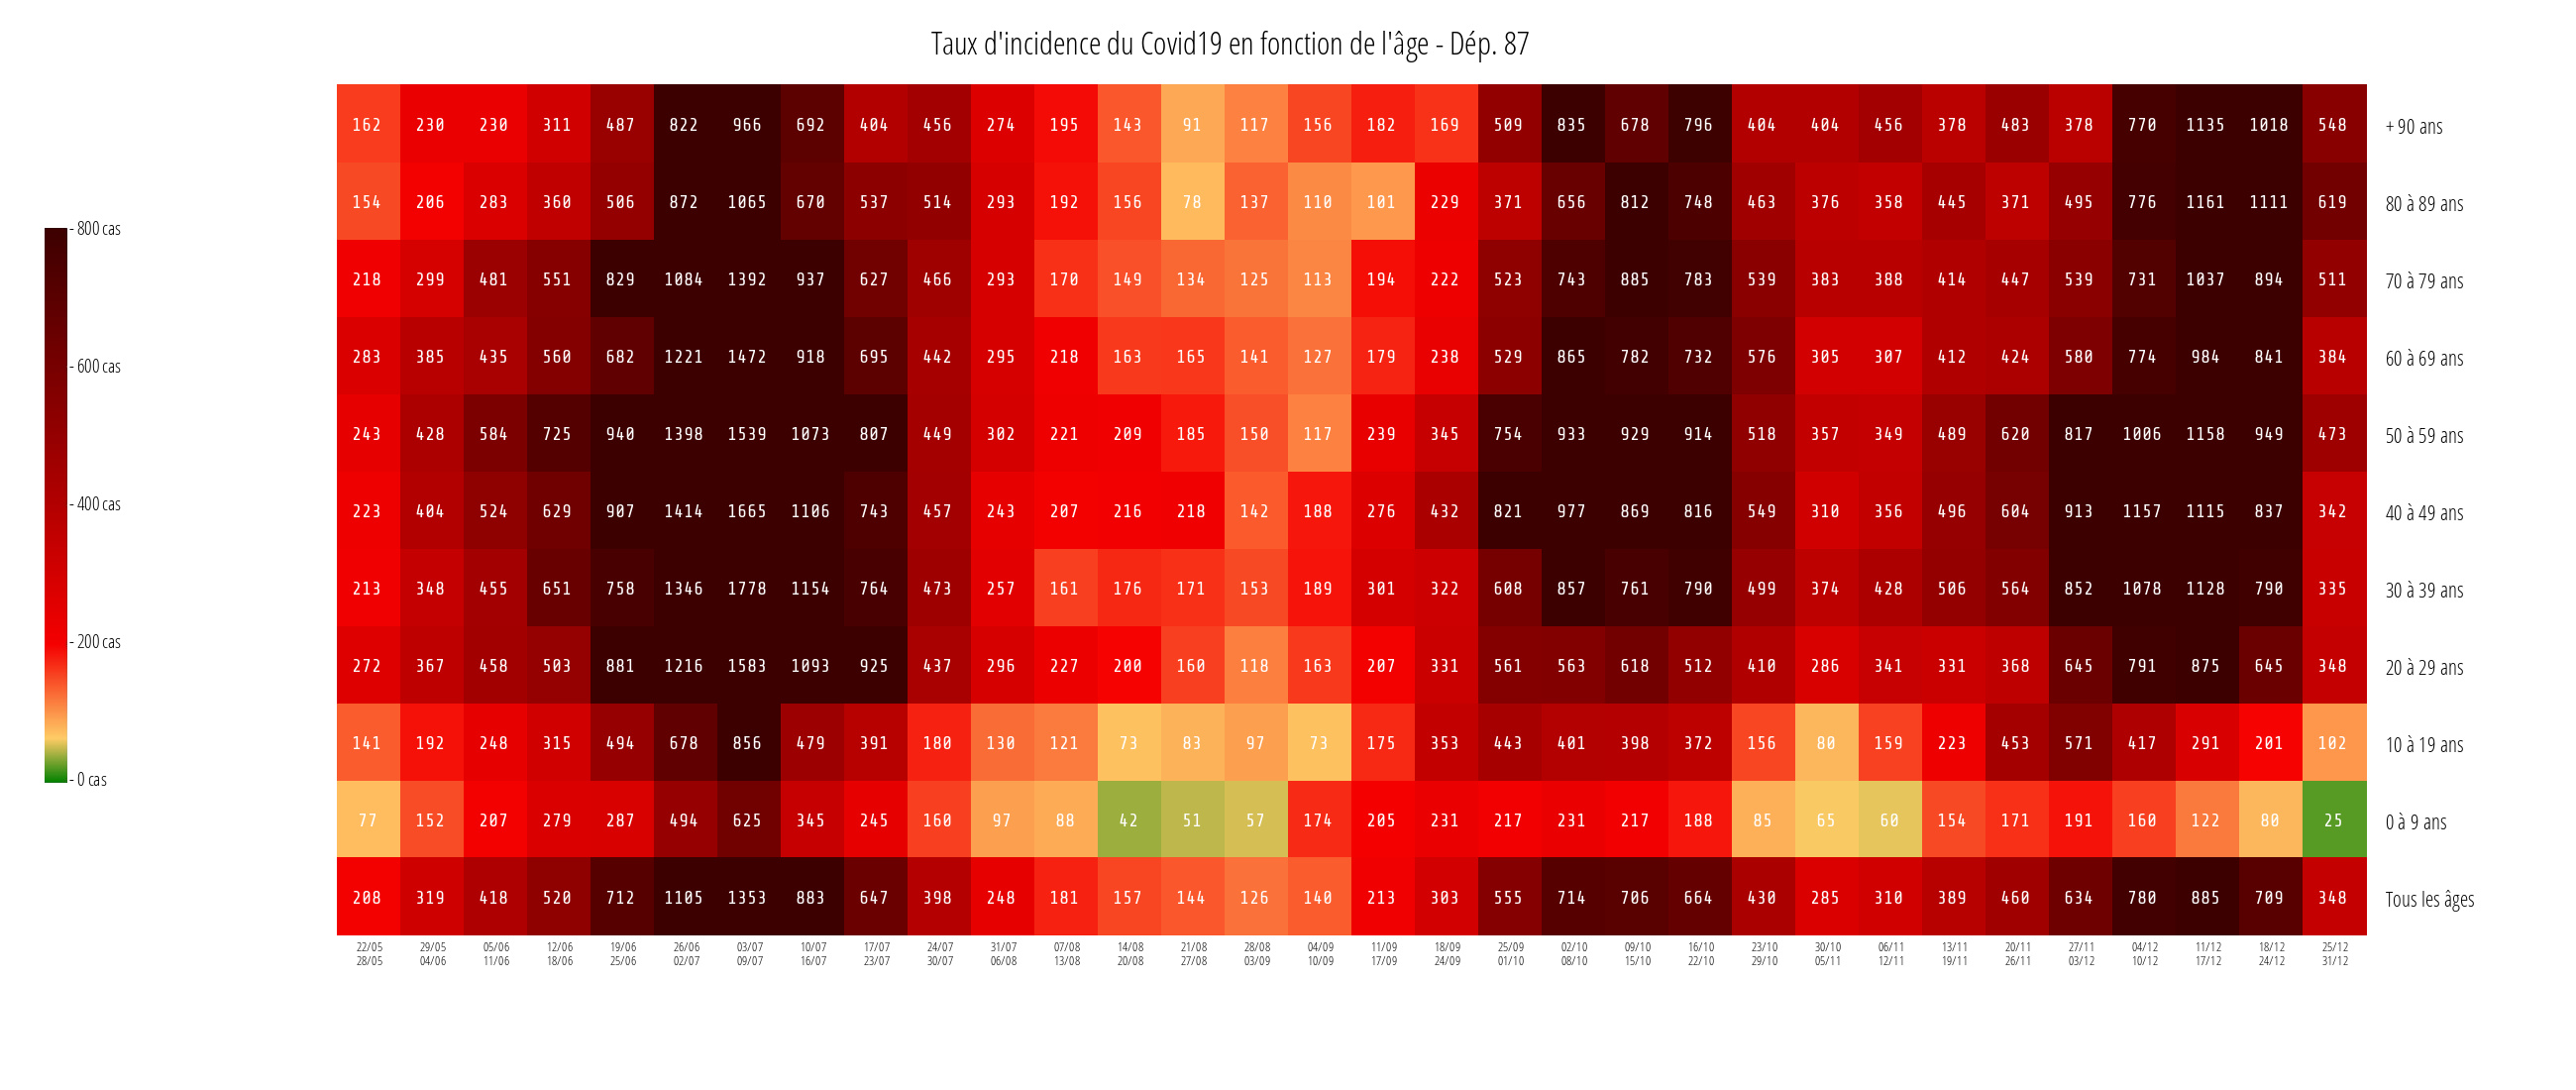 Taux d'incidence du Covid19 en fonction de l'âge - Dép. 87
- 800 cas
- 600 cas
- 400 cas
- 200 cas
- 0 cas
162 230 230 311 487 822 966 692 404 456 274 195 143 91 117 156 182 169 509 835 678 796 404 404 456 378 483 378 770 1135 1018 548 + 90 ans
154 206 283 360 506 872 1065 670 537 514 293 192 156 78 137 110 101 229 371 656 812 748 463 376 358 445 371 495 776 1161 1111 619 80 à 89 ans
218 299 481 551 829 1084 1392 937 627 466 293 170 149 134 125 113 194 222 523 743 885 783 539 383 388 414 447 539 731 1037 894 511 70 à 79 ans
283 385 435 560 682 1221 1472 918 695 442 295 218 163 165 141 127 179 238 529 865 782 732 576 305 307 412 424 580 774 984 841 384 60 à 69 ans
243 428 584 725 940 1398 1539 1073 807 449 302 221 209 185 150 117 239 345 754 933 929 914 518 357 349 489 620 817 1006 1158 949 473 50 à 59 ans
223 404 524 629 907 1414 1665 1106 743 457 243 207 216 218 142 188 276 432 821 977 869 816 549 310 356 496 604 913 1157 1115 837 342 40 à 49 ans
213 348 455 651 758 1346 1778 1154 764 473 257 161 176 171 153 189 301 322 608 857 761 790 499 374 428 506 564 852 1078 1128 790 335 30 à 39 ans
272 367 458 503 881 1216 1583 1093 925 437 296 227 200 160 118 163 207 331 561 563 618 512 410 286 341 331 368 645 791 875 645 348 20 à 29 ans
141 192 248 315 494 678 856 479 391 180 130 121 73 83 97 73 175 353 443 401 398 372 156 80 159 223 453 571 417 291 201 102 10 à 19 ans
77 152 207 279 287 494 625 345 245 160 97 88 42 51 57 174 205 231 217 231 217 188 85 65 60 154 171 191 160 122 80 25 0 à 9 ans
208 319 418 520 712 1105 1353 883 647 398 248 181 157 144 126 140 213 303 555 714 706 664 430 285 310 389 460 634 780 885 709 348 Tous les âges
22/05 29/05 05/06 12/06 19/06 26/06 03/07 10/07 17/07 24/07 31/07 07/08 14/08 21/08 28/08 04/09 11/09 18/09 25/09 02/10 09/10 16/10 23/10 30/10 06/11 13/11 20/11 27/11 04/12 11/12 18/12 25/12
28/05 04/06 11/06 18/06 25/06 02/07 09/07 16/07 23/07 30/07 06/08 13/08 20/08 27/08 03/09 10/09 17/09 24/09 01/10 08/10 15/10 22/10 29/10 05/11 12/11 19/11 26/11 03/12 10/12 17/12 24/12 31/12